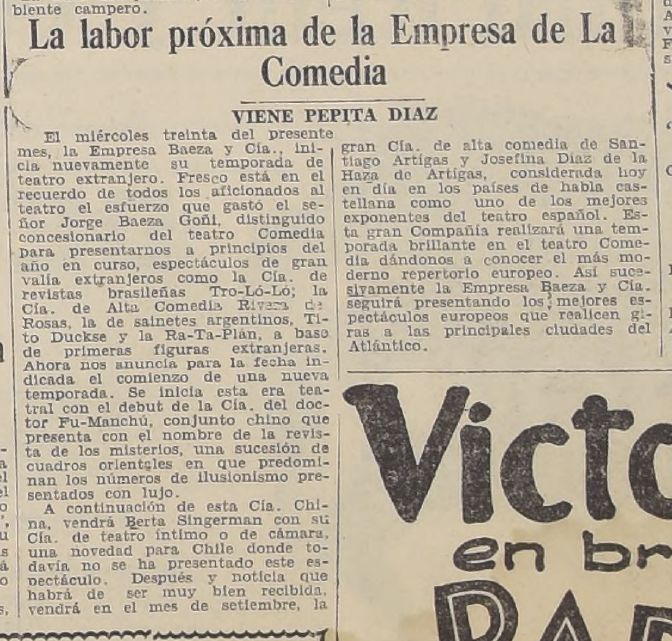 biente campero.
La labor próxima de la Empresa de La
Comedia
VIENE PEPITA DIAZ
El miércoles treinta del presente
mes, la Empresa Baeza y Cía., ini-
cia nuevamente su temporada de
teatro extranjero. Fresco está en el
recuerdo de todos los aficionados al
teatro el esfuerzo que gastó el se-
ñor Jorge Baeza Goñi, distinguido
concesionario del teatro Comedia
para presentarnos a principios del
año en curso, espectáculos de gran
valía extranjeros como la Cía. de
revistas brasileñas Tro-Ló-Ló; la
Cía. de Alta Comedia Rivera de
Rosas, la de sainetes argentinos, Ti-
to Duckse y la Ra-Ta-Plán, a base
de primeras figuras extranjeras.
Ahora nos anuncia para la fecha in-
dicada el comienzo de una nueva
temporada. Se inicia esta era tea-
tral con el debut de la Cía. del doc-
tor Fu-Manchú, conjunto chino que
presenta con el nombre de la revis-
ta de los misterios, una sucesión de
cuadros orientales en que predomi-
nan los números de ilusionismo pre-
sentados con lujo.
A continuación de esta Cía. Chi-
na, vendrá Berta Singerman con su
Cía. de teatro íntimo o de cámara,
una novedad para Chile donde to-
davía no se ha presentado este es-
pectáculo. Después y noticia que
habrá de ser muy bien recibida,
vendrá en el mes de setiembre, la
gran Cía. de alta comedia de San-
tiago Artigas y Josefina Díaz de la
Haza de Artigas, considerada hoy
en día en los países de habla cas-
tellana como uno de los mejores
exponentes del teatro español. Es-
ta gran Compañía realizará una tem-
porada brillante en el teatro Come-
dia dándonos a conocer el más mo-
derno repertorio europeo. Así suce-
sivamente la Empresa Baeza y Cía.
seguirá presentando los mejores es-
pectáculos europeos que realicen gi-
ras a las principales ciudades del
Atlántico.
Victo
en br